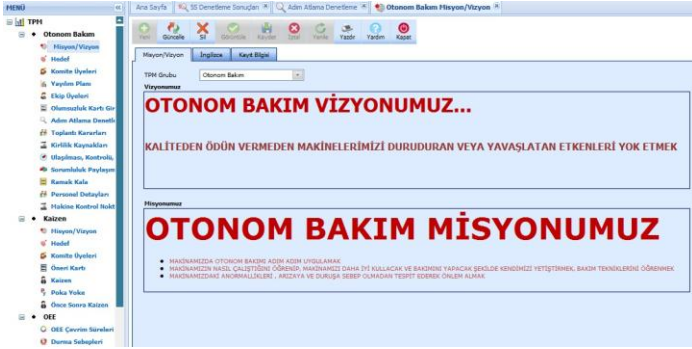 MENÜ
Ana Sayfa
5S Denetleme Sonuçları
Adım Atlama Denetleme
Otonom Bakım Misyon/Vizyon
TPM
Otonom Bakım
Misyon/Vizyon
Hedef
Komite Üyeleri
Yayılım Planı
Ekip Üyeleri
Olumsuzluk Kartı Gir
Adım Atlama Denetle
Toplantı Kararları
Kirlilik Kaynakları
Ulaşılması, Kontrolü,
Sorumluluk Paylaşım
Ramak Kala
Personel Detayları
Makine Kontrol Nokt
Kaizen
Misyon/Vizyon
Hedef
Komite Üyeleri
Öneri Kartı
Kaizen
Poka Yoke
Önce Sonra Kaizen
OEE
OEE Çevrim Süreleri
Durma Sebepleri
Yeni Güncelle Sil Görüntüle Kaydet İptal Yenile Yazdır Yardım Kapat
Misyon/Vizyon İngilizce Kayıt Bilgisi
TPM Grubu Otonom Bakım
Vizyonumuz
OTONOM BAKIM VİZYONUMUZ...
KALİTEDEN ÖDÜN VERMEDEN MAKİNELERİMİZİ DURUDURAN VEYA YAVAŞLATAN ETKENLERİ YOK ETMEK
Misyonumuz
OTONOM BAKIM MİSYONUMUZ
MAKİNAMIZDA OTONOM BAKIMI ADIM ADIM UYGULAMAK
MAKİNAMIZIN NASIL ÇALIŞTIĞINI ÖĞRENİP, MAKİNAMIZI DAHA İYİ KULLACAK VE BAKIMINI YAPACAK ŞEKİLDE KENDİMİZİ YETİŞTİRMEK, BAKIM TEKNİKLERİNİ ÖĞRENMEK
MAKİNAMIZDAKİ ANORMALLİKLERİ , ARIZAYA VE DURUŞA SEBEP OLMADAN TESPİT EDEREK ÖNLEM ALMAK